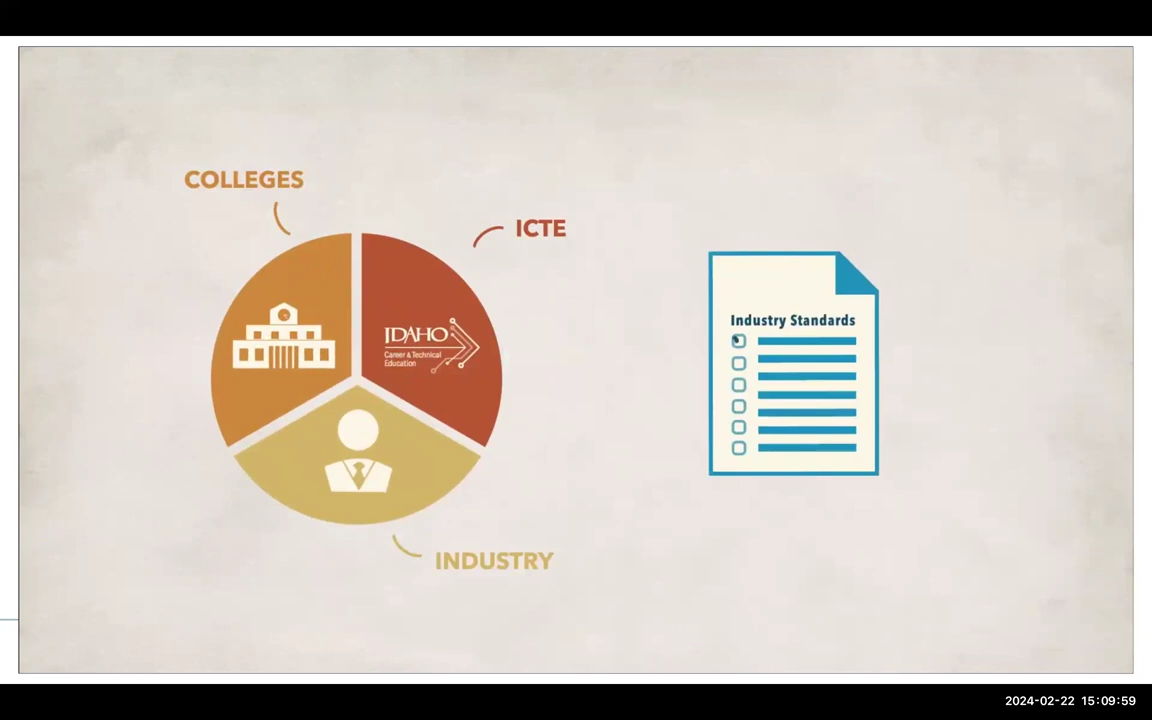 COLLEGES
ICTE
IDAHO
Career & Technical
Education
Industry Standards
INDUSTRY
2024-02-22 15:09:59